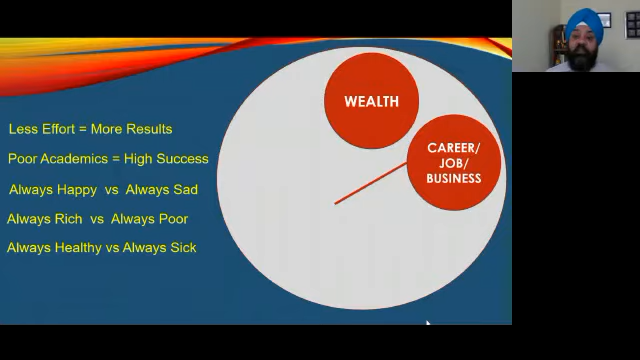 Less Effort = More Results
Poor Academics = High Success
Always Happy vs Always Sad
Always Rich vs Always Poor
Always Healthy vs Always Sick
WEALTH
CAREER/
JOB/
BUSINESS